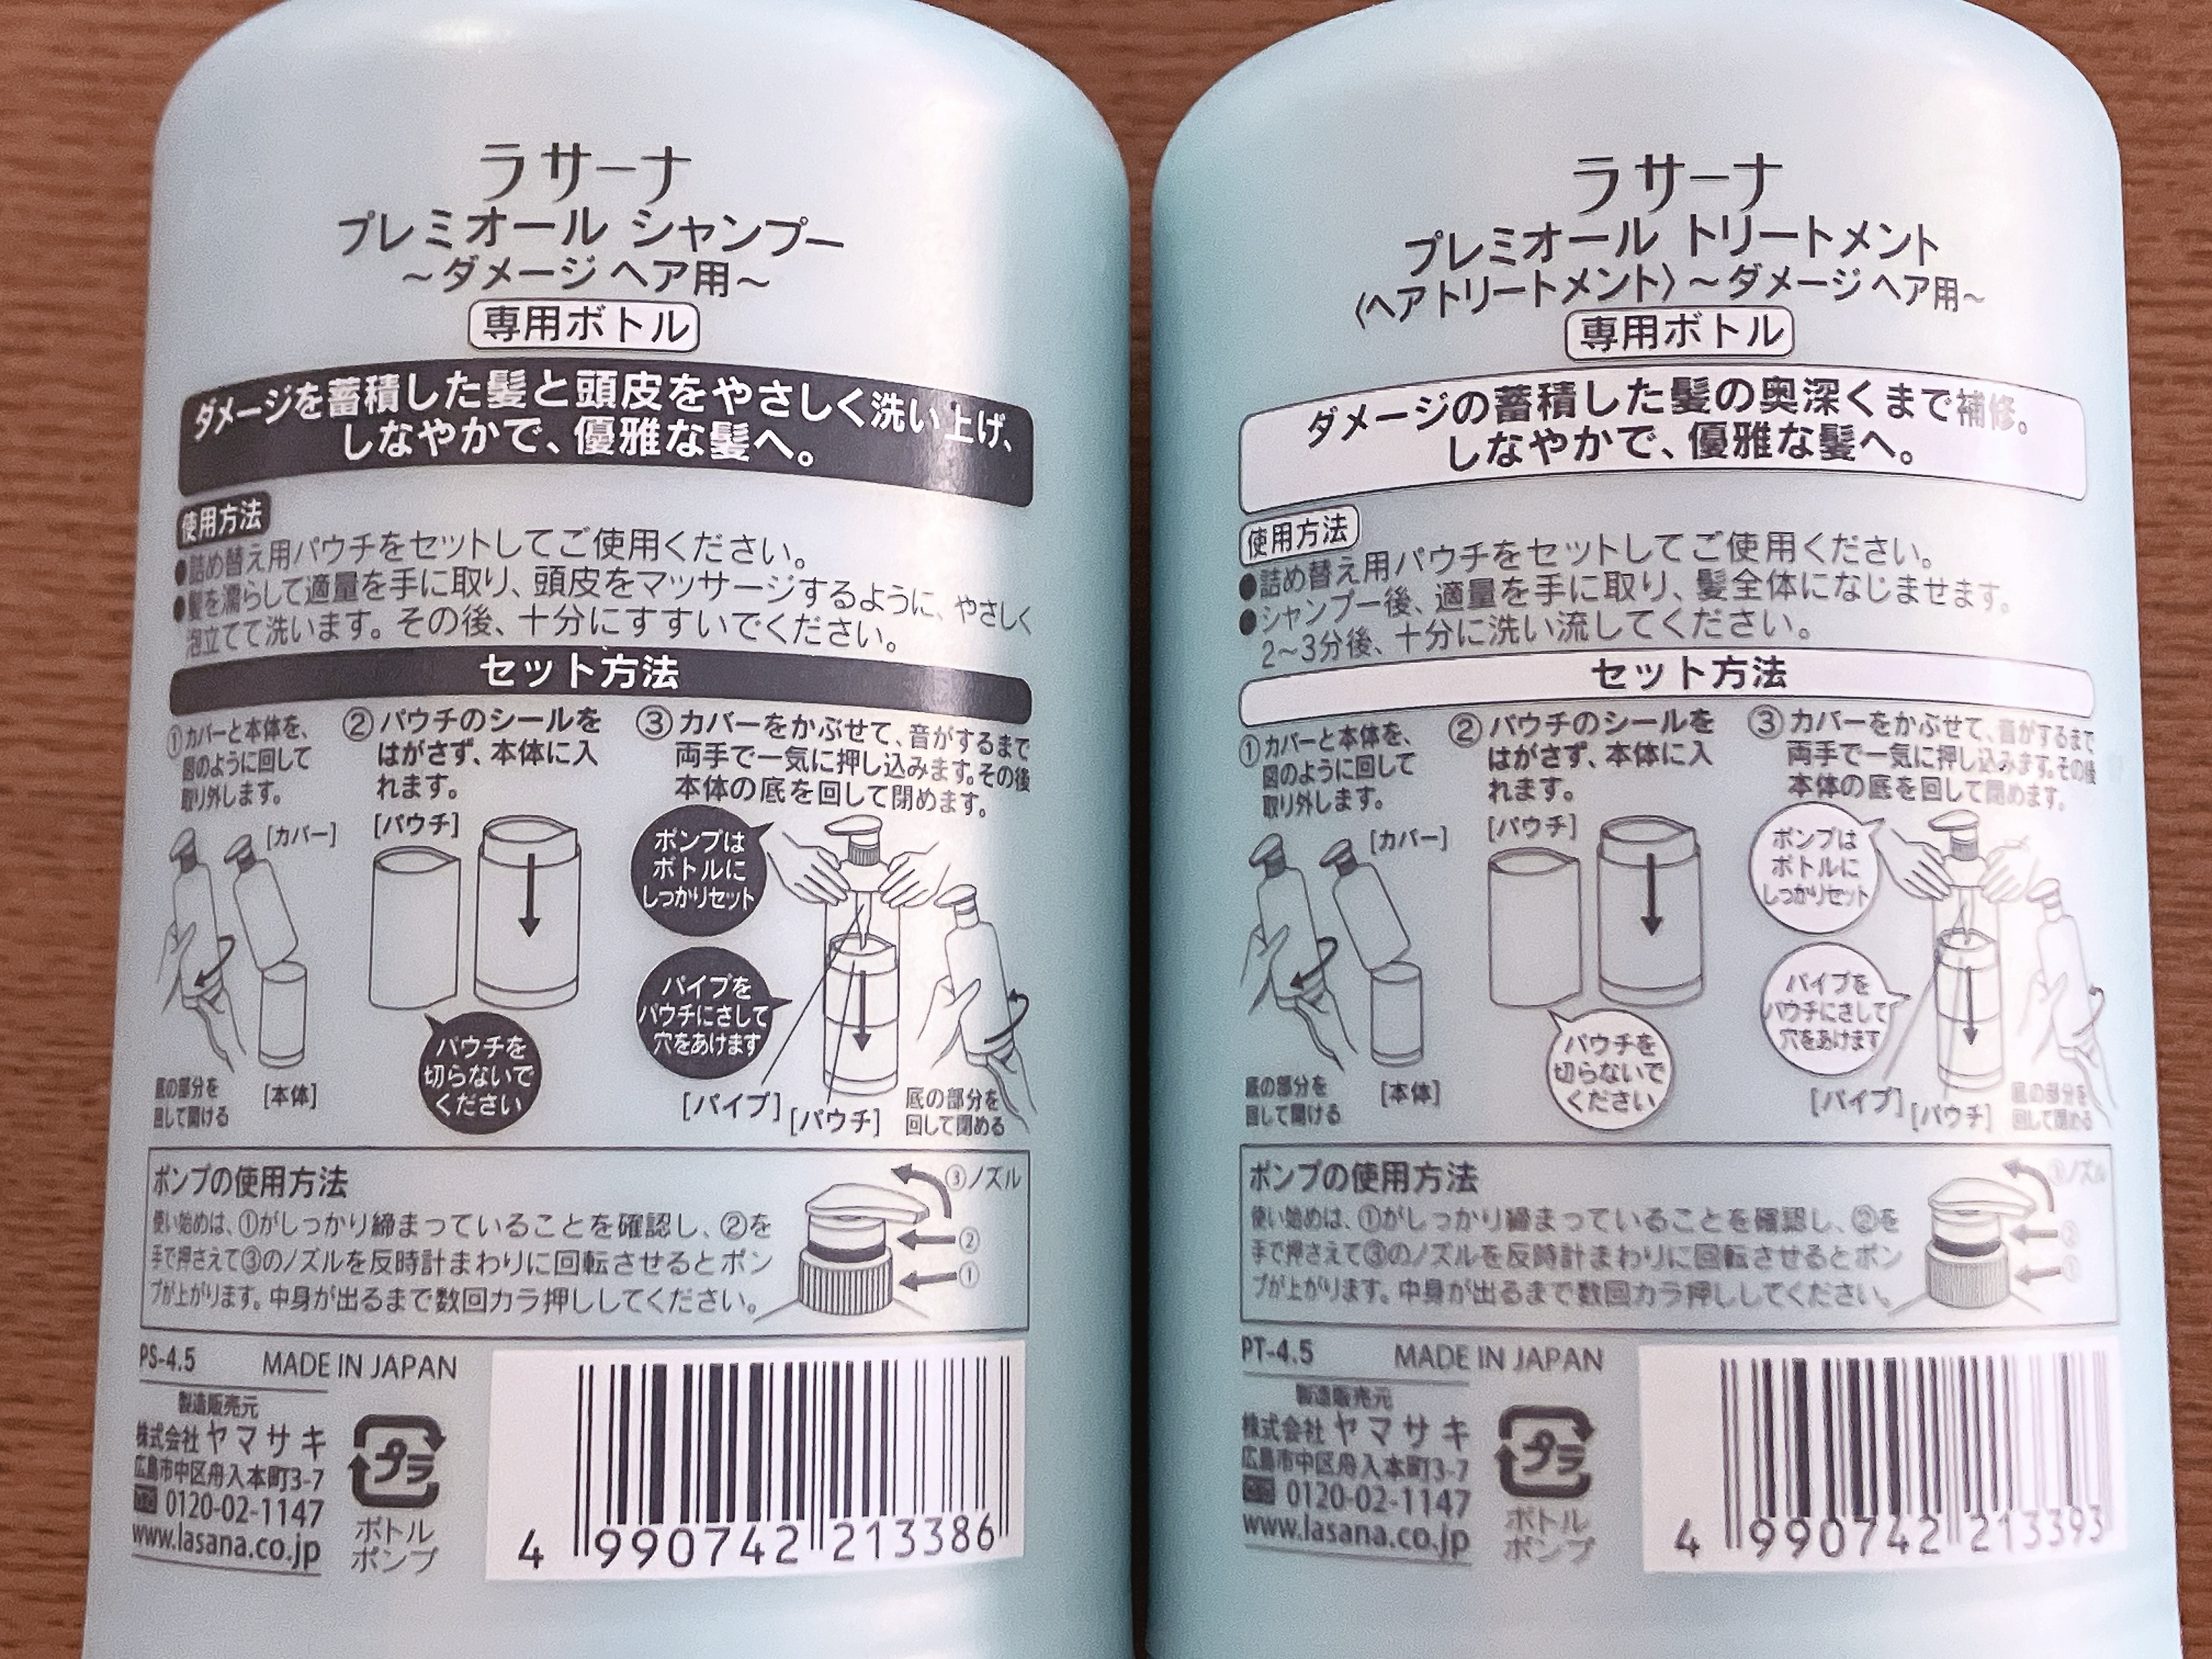 ラサーナ
プレミオール シャンプー
～ダメージ ヘア用～
専用ボトル
ダメージを蓄積した髪と頭皮をやさしく洗い上げ、
しなやかで、優雅な髪へ。
使用方法
●詰め替え用パウチをセットしてご使用ください。
●髪を濡らして適量を手に取り、頭皮をマッサージするように、やさしく
泡立てて洗います。その後、十分にすすいでください。
セット方法
①カバーと本体を、
図のように回して
取り外します。
②パウチのシールを
はがさず、本体に入
れます。
③カバーをかぶせて、音がするまで
両手で一気に押し込みます。その後
本体の底を回して閉めます。
[カバー]
[パウチ]
ポンプは
ボトルに
しっかりセット
パイプを
パウチにさして
穴をあけます
パウチを
切らないで
ください
底の部分を
回して開ける
[本体]
[パイプ]
[パウチ]
底の部分を
回して閉める
ポンプの使用方法
使い始めは、①がしっかり締まっていることを確認し、②を
手で押さえて③のノズルを反時計まわりに回転させるとポン
プが上がります。中身が出るまで数回カラ押ししてください。
③ノズル
②
①
PS-4.5
MADE IN JAPAN
製造販売元
株式会社 ヤマサキ
広島市中区舟入本町3-7
0120-02-1147
www.lasana.co.jp
プラ
ボトル
ポンプ
4 990742 213386
ラサーナ
プレミオール トリートメント
〈ヘアトリートメント〉～ダメージ ヘア用～
専用ボトル
ダメージの蓄積した髪の奥深くまで補修。
しなやかで、優雅な髪へ。
使用方法
●詰め替え用パウチをセットしてご使用ください。
●シャンプー後、適量を手に取り、髪全体になじませます。
2～3分後、十分に洗い流してください。
セット方法
①カバーと本体を、
図のように回して
取り外します。
②パウチのシールを
はがさず、本体に入
れます。
③カバーをかぶせて、音がするまで
両手で一気に押し込みます。その後
本体の底を回して閉めます。
[カバー]
[パウチ]
ポンプは
ボトルに
しっかりセット
パイプを
パウチにさして
穴をあけます
パウチを
切らないで
ください
底の部分を
回して開ける
[本体]
[パイプ]
[パウチ]
底の部分を
回して閉める
ポンプの使用方法
使い始めは、①がしっかり締まっていることを確認し、②を
手で押さえて③のノズルを反時計まわりに回転させるとポン
プが上がります。中身が出るまで数回カラ押ししてください。
③ノズル
②
①
PT-4.5
MADE IN JAPAN
製造販売元
株式会社 ヤマサキ
広島市中区舟入本町3-7
0120-02-1147
www.lasana.co.jp
プラ
ボトル
ポンプ
4 990742 213393